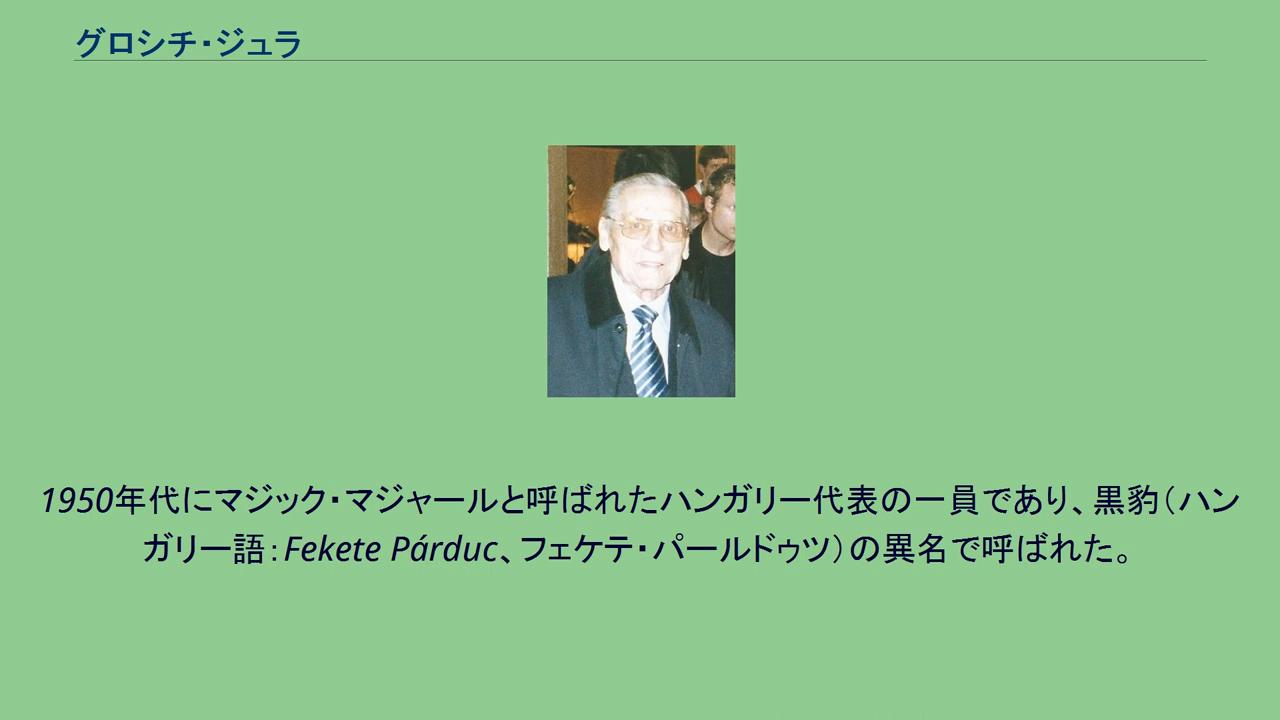 グロシチ・ジュラ
1950年代にマジック・マジャールと呼ばれたハンガリー代表の一員であり、黒豹（ハン
ガリー語：Fekete Párduc、フェケテ・パールドゥツ）の異名で呼ばれた。